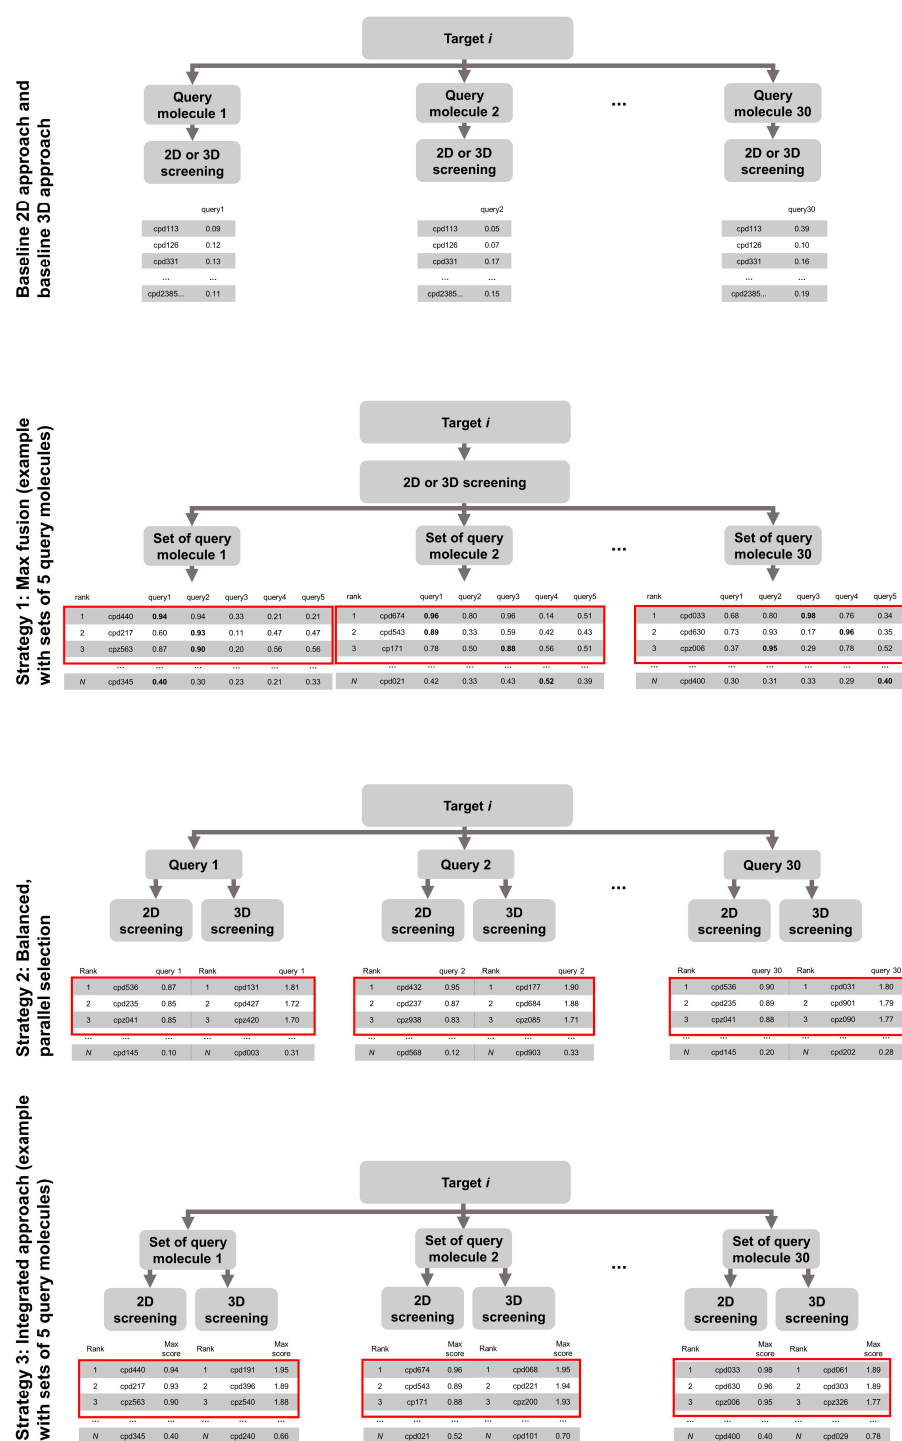 Baseline 2D approach and
baseline 3D approach
Target i
Query
molecule 1
Query
molecule 2
...
Query
molecule 30
2D or 3D
screening
2D or 3D
screening
2D or 3D
screening
query1
cpd113 0.09
cpd126 0.12
cpd331 0.13
... ...
cpd2385... 0.11
query2
cpd113 0.05
cpd126 0.07
cpd331 0.17
... ...
cpd2385... 0.15
query30
cpd113 0.39
cpd126 0.10
cpd331 0.16
... ...
cpd2385... 0.19
Strategy 1: Max fusion (example
with sets of 5 query molecules)
Target i
2D or 3D screening
Set of query
molecule 1
Set of query
molecule 2
...
Set of query
molecule 30
rank query1 query2 query3 query4 query5
1 cpd440 0.94 0.94 0.33 0.21 0.21
2 cpd217 0.60 0.93 0.11 0.47 0.47
3 cpz563 0.87 0.90 0.20 0.56 0.56
... ... ... ... ... ...
N cpd345 0.40 0.30 0.23 0.21 0.33
rank query1 query2 query3 query4 query5
1 cpd674 0.96 0.80 0.96 0.14 0.51
2 cpd543 0.89 0.33 0.59 0.42 0.43
3 cp171 0.78 0.50 0.88 0.56 0.51
... ... ... ... ... ...
N cpd021 0.42 0.33 0.43 0.52 0.39
rank query1 query2 query3 query4 query5
1 cpd033 0.68 0.80 0.98 0.76 0.34
2 cpd630 0.73 0.93 0.17 0.96 0.35
3 cpz006 0.37 0.95 0.29 0.78 0.52
... ... ... ... ... ... ...
N cpd400 0.30 0.31 0.33 0.29 0.40
Strategy 2: Balanced,
parallel selection
Target i
Query 1
Query 2
...
Query 30
2D
screening
3D
screening
2D
screening
3D
screening
2D
screening
3D
screening
Rank query 1 Rank query 1
1 cpd536 0.87 1 cpd131 1.81
2 cpd235 0.85 2 cpd427 1.72
3 cpz041 0.85 3 cpz420 1.70
... ... ... ... ... ...
N cpd145 0.10 N cpd003 0.31
Rank query 2 Rank query 2
1 cpd432 0.95 1 cpd177 1.90
2 cpd237 0.87 2 cpd684 1.88
3 cpz938 0.83 3 cpz085 1.71
... ... ... ... ... ...
N cpd568 0.12 N cpd903 0.33
Rank query 30 Rank query 30
1 cpd536 0.90 1 cpd031 1.80
2 cpd235 0.89 2 cpd901 1.79
3 cpz041 0.88 3 cpz090 1.77
... ... ... ... ... ...
N cpd145 0.20 N cpd202 0.28
Strategy 3: Integrated approach (example
with sets of 5 query molecules)
Target i
Set of query
molecule 1
Set of query
molecule 2
...
Set of query
molecule 30
2D
screening
3D
screening
2D
screening
3D
screening
2D
screening
3D
screening
Rank Max score Rank Max score
1 cpd440 0.94 1 cpd191 1.95
2 cpd217 0.93 2 cpd396 1.89
3 cpz563 0.90 3 cpz540 1.88
... ... ... ... ... ...
N cpd345 0.40 N cpd240 0.66
Rank Max score Rank Max score
1 cpd674 0.96 1 cpd068 1.95
2 cpd543 0.89 2 cpd221 1.94
3 cp171 0.88 3 cpz200 1.93
... ... ... ... ... ...
N cpd021 0.52 N cpd101 0.70
Rank Max score Rank Max score
1 cpd033 0.98 1 cpd061 1.89
2 cpd630 0.96 2 cpd303 1.89
3 cpz006 0.95 3 cpz326 1.77
... ... ... ... ... ...
N cpd400 0.40 N cpd029 0.78